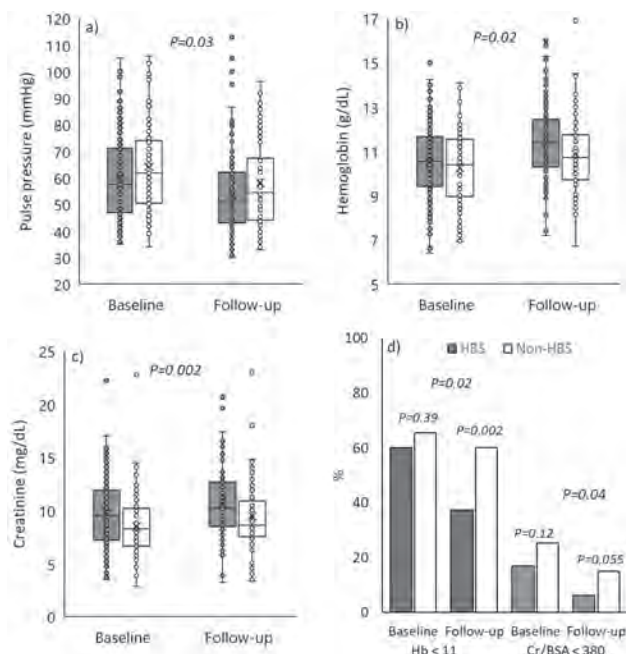 a)
P=0.03
Pulse pressure (mmHg)
120
110
100
90
80
70
60
50
40
30
20
Baseline Follow-up
b)
P=0.02
Hemoglobin (g/dL)
17
15
13
11
9
7
5
Baseline Follow-up
c)
P=0.002
Creatinine (mg/dL)
25
20
15
10
5
0
Baseline Follow-up
d) HBS Non-HBS
P=0.02
P=0.39
P=0.002
P=0.04
P=0.12
P=0.055
%
100
80
60
40
20
0
Baseline Follow-up Baseline Follow-up
Hb < 11 Cr/BSA < 380